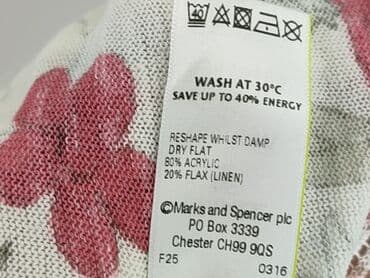 WASH AT 30°C
SAVE UP TO 40% ENERGY
RESHAPE WHILST DAMP
DRY FLAT
80% ACRYLIC
20% FLAX (LINEN)
©Marks and Spencer plc
PO Box 3339
Chester CH99 9QS
F25 0316